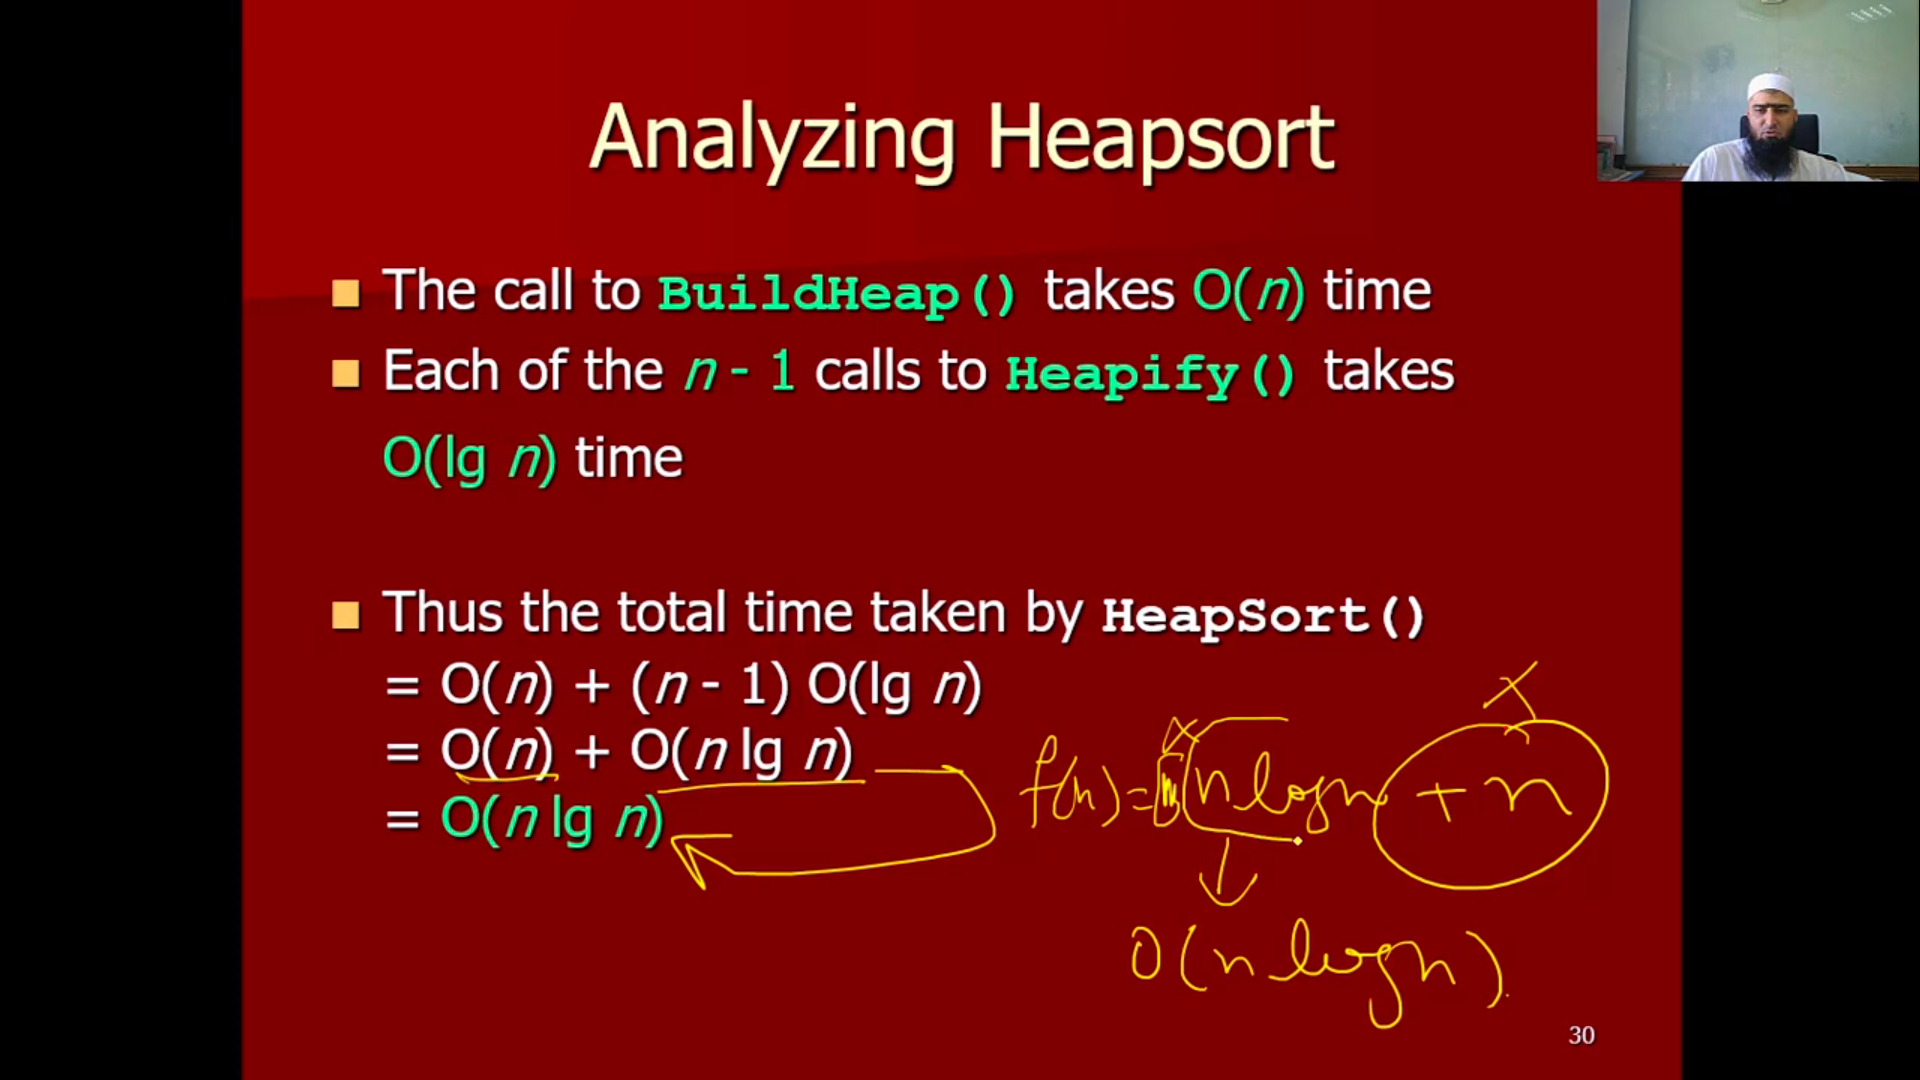 Analyzing Heapsort
The call to BuildHeap() takes O(n) time
Each of the n - 1 calls to Heapify() takes
O(lg n) time
Thus the total time taken by HeapSort()
= O(n) + (n - 1) O(lg n)
= O(n) + O(n lg n)
= O(n lg n)
f(n) = n log n + n
O(n log n).
30